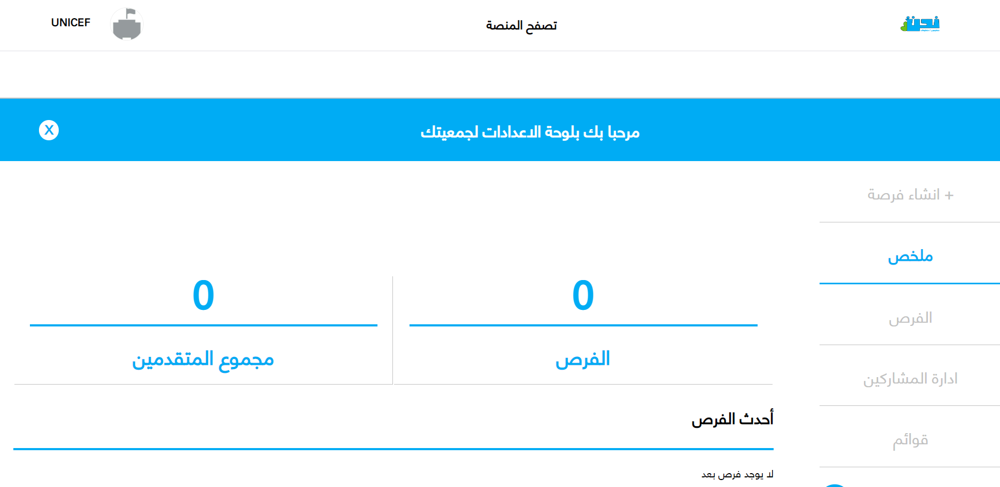 نحن
تصفح المنصة
UNICEF
مرحبا بك بلوحة الاعدادات لجمعيتك
X
+ انشاء فرصة
ملخص
الفرص
ادارة المشاركين
قوائم
0
الفرص
0
مجموع المتقدمين
أحدث الفرص
لا يوجد فرص بعد